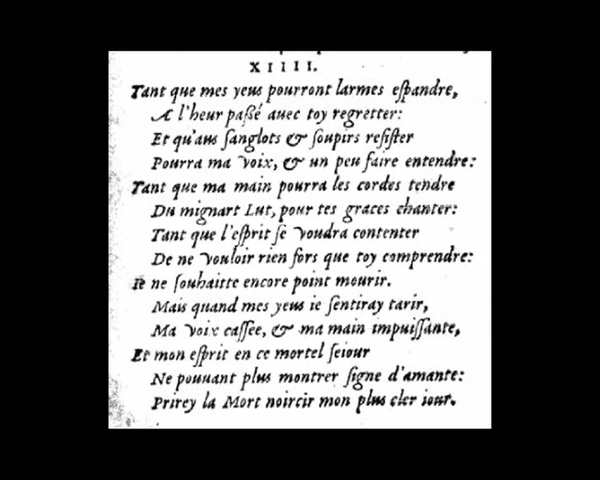 XIIII.
Tant que mes yeus pourront larmes eſpandre,
A l'heur paßé auec toy regretter:
Et qu'aus ſanglots & ſoupirs reſiſter
Pourra ma voix, & un peu faire entendre:
Tant que ma main pourra les cordes tendre
Du mignart Lut, pour tes graces chanter:
Tant que l'eſprit ſe voudra contenter
De ne vouloir rien fors que toy comprendre:
Ie ne ſouhaitte encore point mourir.
Mais quand mes yeus ie ſentiray tarir,
Ma voix caſſee, & ma main impuiſſante,
Et mon eſprit en ce mortel ſeiour
Ne pouuant plus montrer ſigne d'amante:
Prirey la Mort noircir mon plus cler iour.